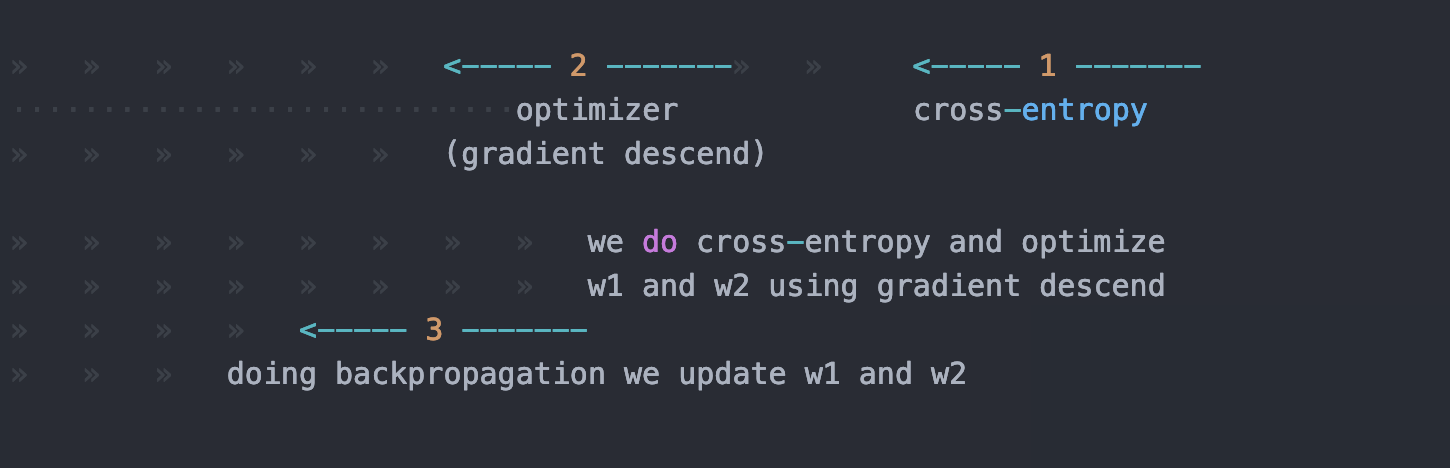 <----- 2 ------- <----- 1 -------
optimizer cross-entropy
(gradient descend)
we do cross-entropy and optimize
w1 and w2 using gradient descend
<----- 3 -------
doing backpropagation we update w1 and w2